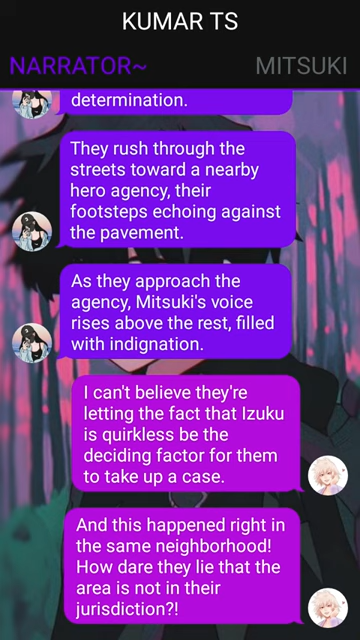 KUMAR TS
NARRATOR~
MITSUKI
determination.
They rush through the
streets toward a nearby
hero agency, their
footsteps echoing against
the pavement.
As they approach the
agency, Mitsuki's voice
rises above the rest, filled
with indignation.
I can't believe they're
letting the fact that Izuku
is quirkless be the
deciding factor for them
to take up a case.
And this happened right in
the same neighborhood!
How dare they lie that the
area is not in their
jurisdiction?!